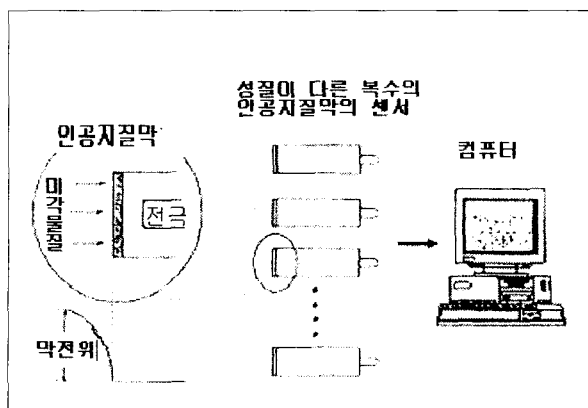 성질이 다른 복수의
인공지질막의 센서
인공지질막
컴퓨터
미각물질
전극
막전위